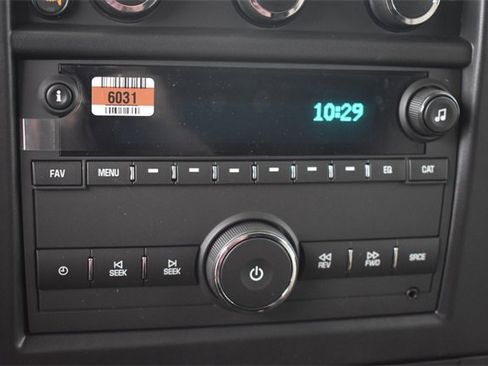 6031
10:29
FAV MENU EQ CAT
SEEK SEEK REV FWD SRCE